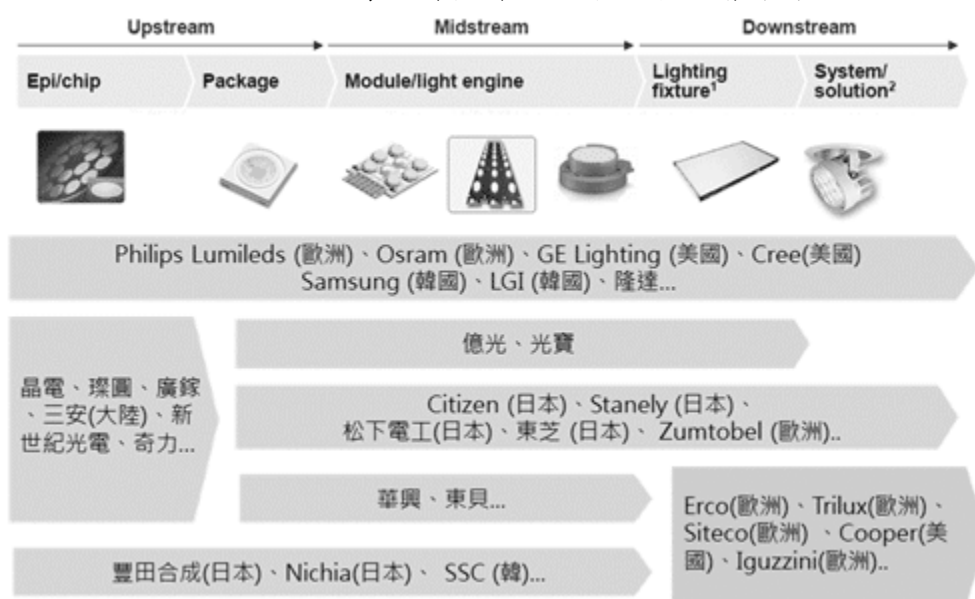 Upstream
Midstream
Downstream
Epi/chip
Package
Module/light engine
Lighting
fixture¹
System/
solution²
Philips Lumileds (歐洲)、Osram (歐洲)、GE Lighting (美國)、Cree(美國)
Samsung (韓國)、LGI (韓國)、隆達...
億光、光寶
晶電、璨圓、廣鎵
、三安(大陸)、新
世紀光電、奇力...
Citizen (日本)、Stanely (日本)、
松下電工(日本)、東芝 (日本)、 Zumtobel (歐洲)..
華興、東貝...
Erco(歐洲)、Trilux(歐洲)、
Siteco(歐洲) 、Cooper(美
國)、Iguzzini(歐洲)..
豐田合成(日本)、Nichia(日本)、 SSC (韓)...